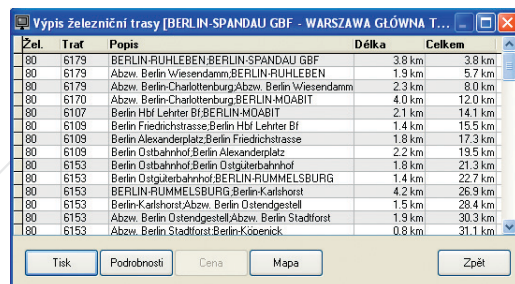 Výpis železniční trasy [BERLIN-SPANDAU GBF - WARSZAWA GŁÓWNA T...
Žel. Trať Popis Délka Celkem
80 6179 BERLIN-RUHLEBEN;BERLIN-SPANDAU GBF 3.8 km 3.8 km
80 6179 Abzw. Berlin Wiesendamm;BERLIN-RUHLEBEN 1.9 km 5.7 km
80 6179 Abzw. Berlin-Charlottenburg;Abzw. Berlin Wiesendamm 2.3 km 8.0 km
80 6170 Abzw. Berlin-Charlottenburg;BERLIN-MOABIT 4.0 km 12.0 km
80 6107 Berlin Hbf Lehrter Bf;BERLIN-MOABIT 2.1 km 14.1 km
80 6109 Berlin Friedrichstrasse;Berlin Hbf Lehrter Bf 1.4 km 15.5 km
80 6109 Berlin Alexanderplatz;Berlin Friedrichstrasse 1.8 km 17.3 km
80 6109 Berlin Ostbahnhof;Berlin Alexanderplatz 2.2 km 19.5 km
80 6153 Berlin Ostbahnhof;Berlin Ostgüterbahnhof 1.8 km 21.3 km
80 6153 Berlin Ostgüterbahnhof;BERLIN-RUMMELSBURG 1.4 km 22.7 km
80 6153 BERLIN-RUMMELSBURG;Berlin-Karlshorst 4.2 km 26.9 km
80 6153 Berlin-Karlshorst;Abzw. Berlin Ostendgestell 1.5 km 28.4 km
80 6153 Abzw. Berlin Ostendgestell;Abzw. Berlin Stadtforst 1.9 km 30.3 km
80 6153 Abzw. Berlin Stadtforst;Berlin-Köpenick 0.8 km 31.1 km
Tisk Podrobnosti Cena Mapa Zpět